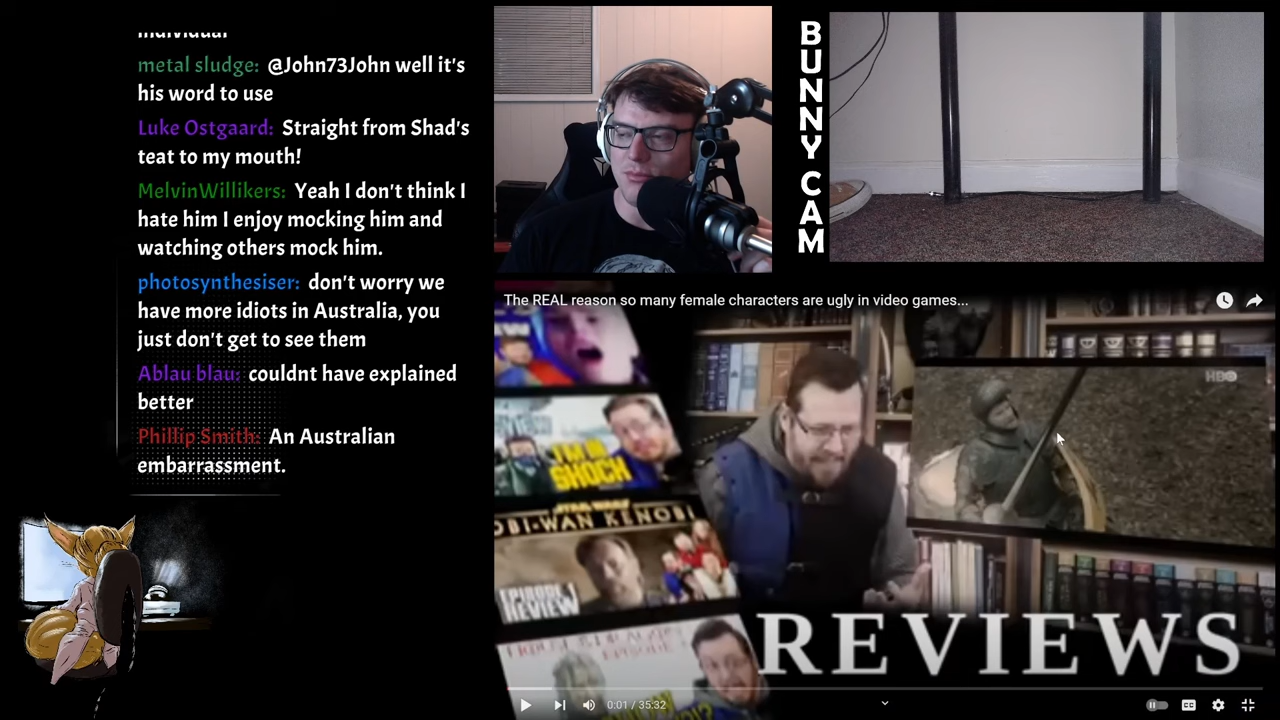 individual
metal sludge: @John73John well it's
his word to use
Luke Ostgaard: Straight from Shad's
teat to my mouth!
MelvinWillikers: Yeah I don't think I
hate him I enjoy mocking him and
watching others mock him.
photosynthesiser: don't worry we
have more idiots in Australia, you
just don't get to see them
Ablau blau: couldnt have explained
better
Phillip Smith: An Australian
embarrassment.
BUNNY CAM
The REAL reason so many female characters are ugly in video games...
HBO
I'M IN
SHOCK
STAR WARS
OBI-WAN KENOBI
EPISODE 1
REVIEW
REVIEWS
0:01 / 35:32
CC